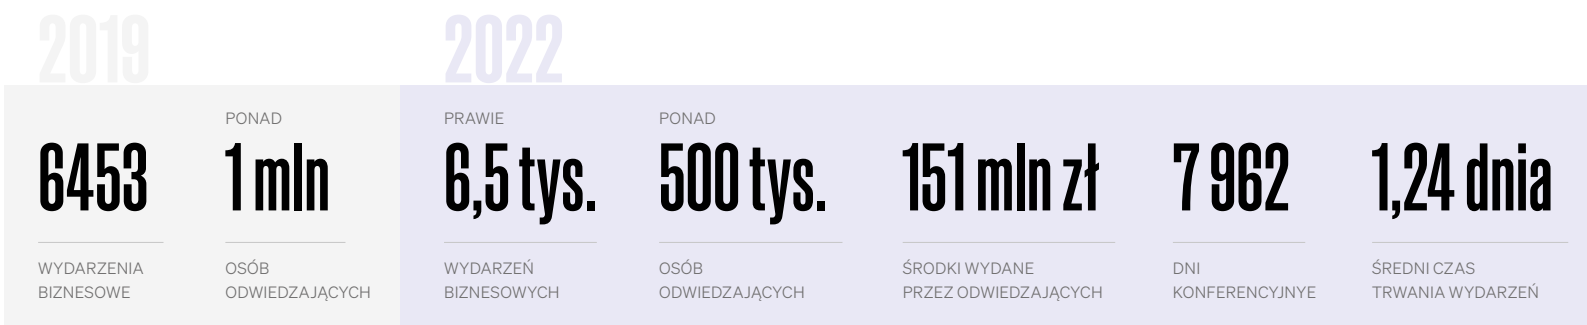 2019
6453
WYDARZENIA
BIZNESOWE
PONAD
1 mln
OSÓB
ODWIEDZAJĄCYCH
2022
PRAWIE
6,5 tys.
WYDARZEŃ
BIZNESOWYCH
PONAD
500 tys.
OSÓB
ODWIEDZAJĄCYCH
151 mln zł
ŚRODKI WYDANE
PRZEZ ODWIEDZAJĄCYCH
7 962
DNI
KONFERENCYJNYE
1,24 dnia
ŚREDNI CZAS
TRWANIA WYDARZEŃ